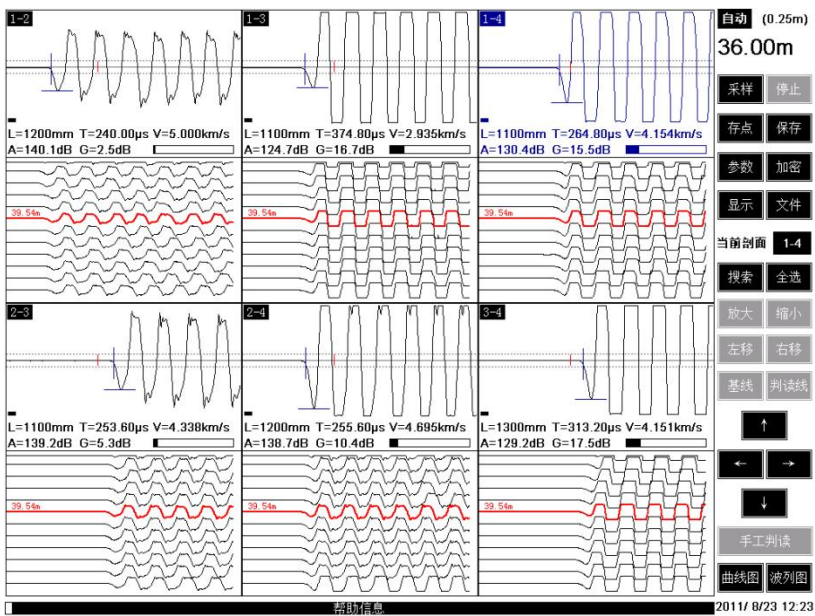 1-2
L=1200mm T=240.00μs V=5.000km/s
A=140.1dB G=2.5dB
39.54m
1-3
L=1100mm T=374.80μs V=2.935km/s
A=124.7dB G=16.7dB
39.54m
1-4
L=1100mm T=264.80μs V=4.154km/s
A=130.4dB G=15.5dB
39.54m
2-3
L=1100mm T=253.60μs V=4.338km/s
A=139.2dB G=5.3dB
39.54m
2-4
L=1200mm T=255.60μs V=4.695km/s
A=138.7dB G=10.4dB
39.54m
3-4
L=1300mm T=313.20μs V=4.151km/s
A=129.2dB G=17.5dB
39.54m
自动 (0.25m)
36.00m
采样 停止
存点 保存
参数 加密
显示 文件
当前剖面 1-4
搜索 全选
放大 缩小
左移 右移
基线 判读线
↑
← →
↓
手工判读
曲线图 波列图
帮助信息
2011/ 8/23 12:23